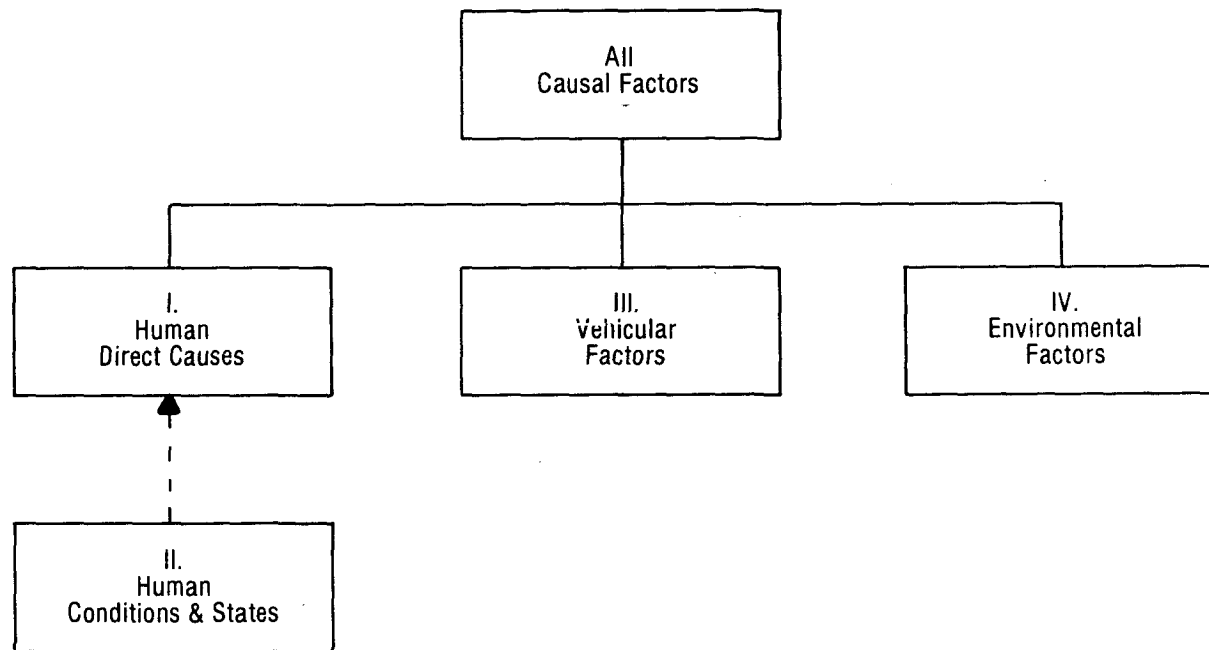 All
Causal Factors
I.
Human
Direct Causes
III.
Vehicular
Factors
IV.
Environmental
Factors
II.
Human
Conditions & States